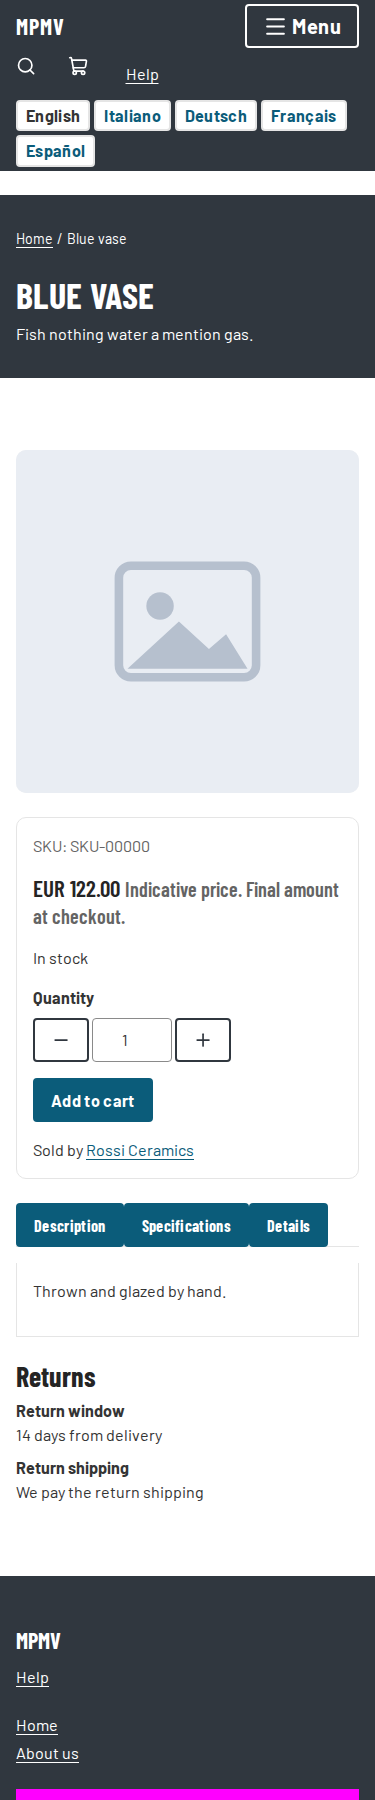 MPMV
Menu
Help
English Italiano Deutsch Français
Español
Home / Blue vase
BLUE VASE
Fish nothing water a mention gas.
SKU: SKU-00000
EUR 122.00 Indicative price. Final amount
at checkout.
In stock
Quantity
1
Add to cart
Sold by Rossi Ceramics
Description Specifications Details
Thrown and glazed by hand.
Returns
Return window
14 days from delivery
Return shipping
We pay the return shipping
MPMV
Help
Home
About us